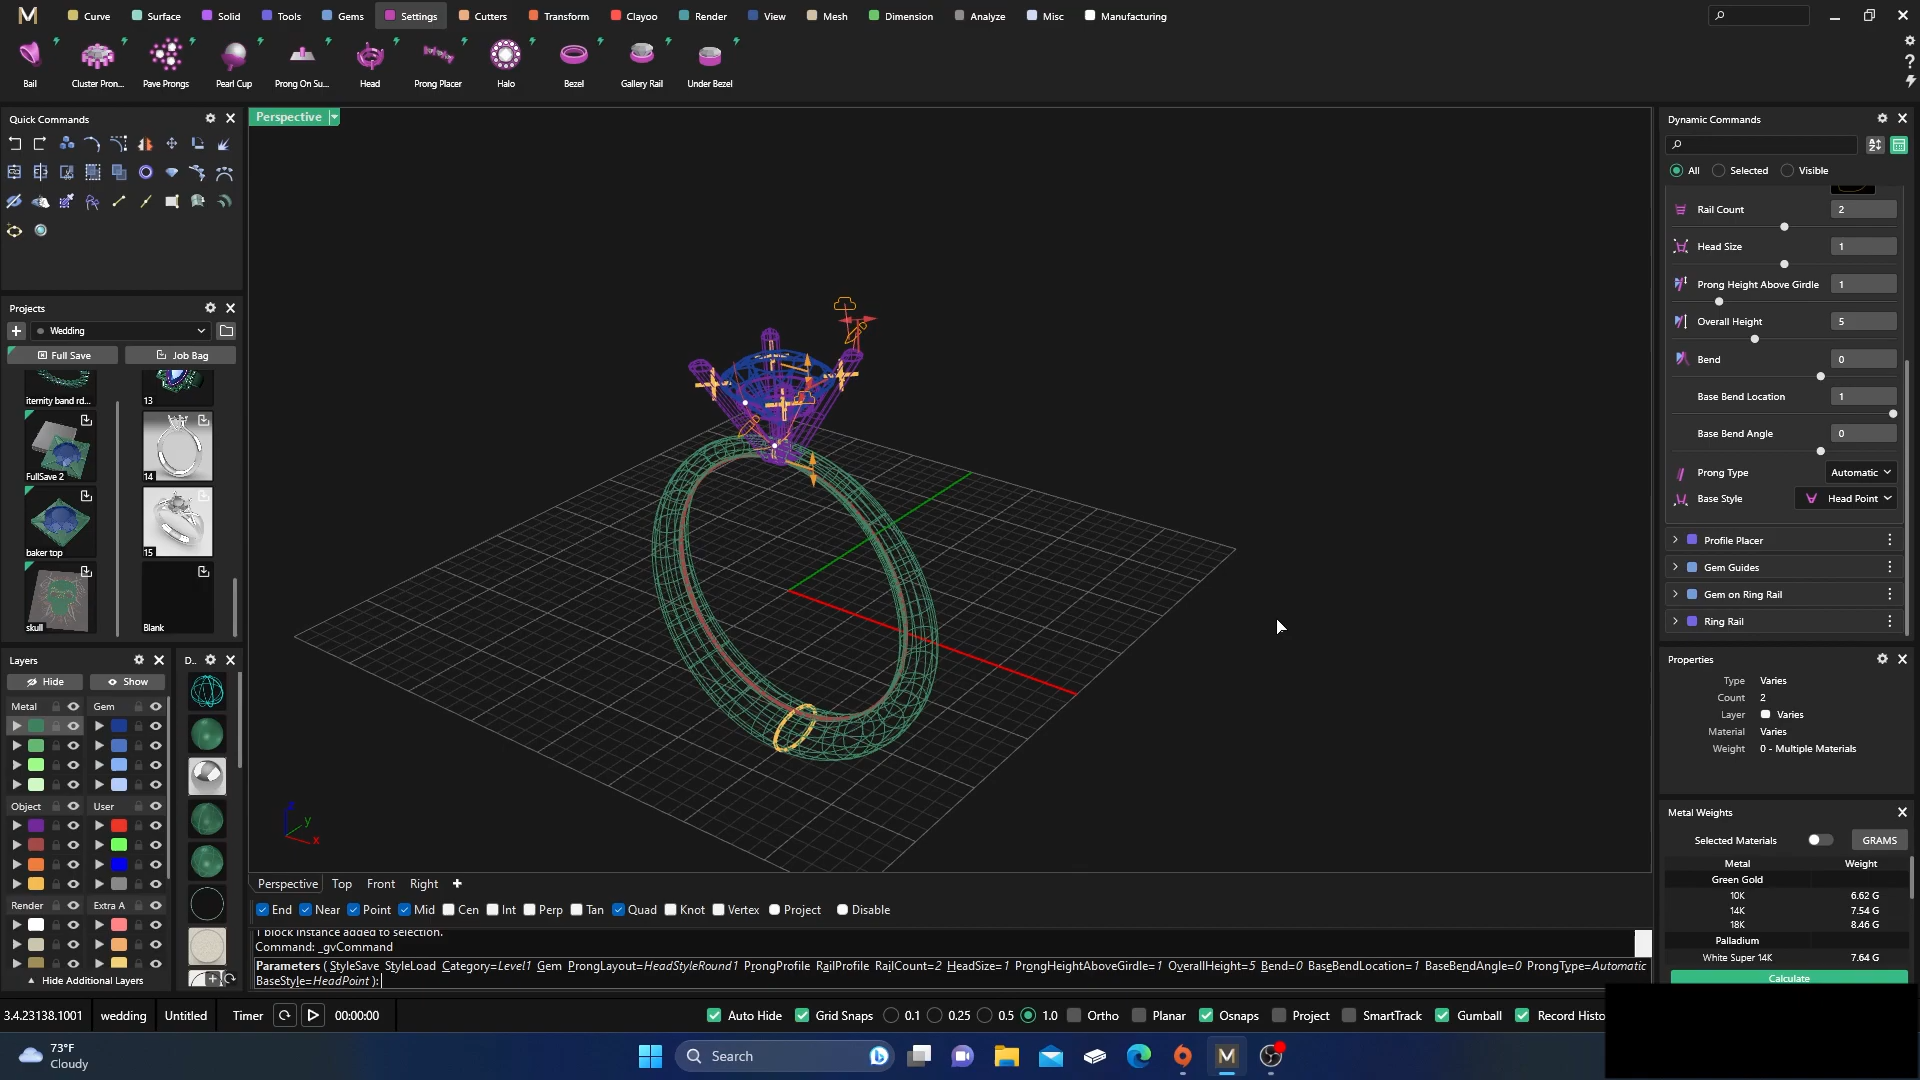 Curve Surface Solid Tools Gems Settings Cutters Transform Clayoo Render View Mesh Dimension Analyze Misc Manufacturing
Bail Cluster Pron... Pave Prongs Pearl Cup Prong On Su... Head Prong Placer Halo Bezel Gallery Rail Under Bezel
Quick Commands
Projects
Wedding
Full Save Job Bag
iternity band rd... 13
FullSave 2 14
baker top 15
skull Blank
Layers
Hide Show
Metal Gem
Object User
Render Extra A
Hide Additional Layers
D..
Perspective
z
y
x
Perspective Top Front Right
End Near Point Mid Cen Int Perp Tan Quad Knot Vertex Project Disable
1 block instance added to selection.
Command: _gvCommand
Parameters ( StyleSave StyleLoad Category=Level1 Gem ProngLayout=HeadStyleRound1 ProngProfile RailProfile RailCount=2 HeadSize=1 ProngHeightAboveGirdle=1 OverallHeight=5 Bend=0 BaseBendLocation=1 BaseBendAngle=0 ProngType=Automatic
BaseStyle=HeadPoint ):
Dynamic Commands
All Selected Visible
Rail Count 2
Head Size 1
Prong Height Above Girdle 1
Overall Height 5
Bend 0
Base Bend Location 1
Base Bend Angle 0
Prong Type Automatic
Base Style Head Point
Profile Placer
Gem Guides
Gem on Ring Rail
Ring Rail
Properties
Type Varies
Count 2
Layer Varies
Material Varies
Weight 0 - Multiple Materials
Metal Weights
Selected Materials GRAMS
Metal Weight
Green Gold
10K 6.62 G
14K 7.54 G
18K 8.46 G
Palladium
White Super 14K 7.64 G
Calculate
3.4.23138.1001 wedding Untitled Timer 00:00:00 Auto Hide Grid Snaps 0.1 0.25 0.5 1.0 Ortho Planar Osnaps Project SmartTrack Gumball Record Histo
73°F
Cloudy
Search